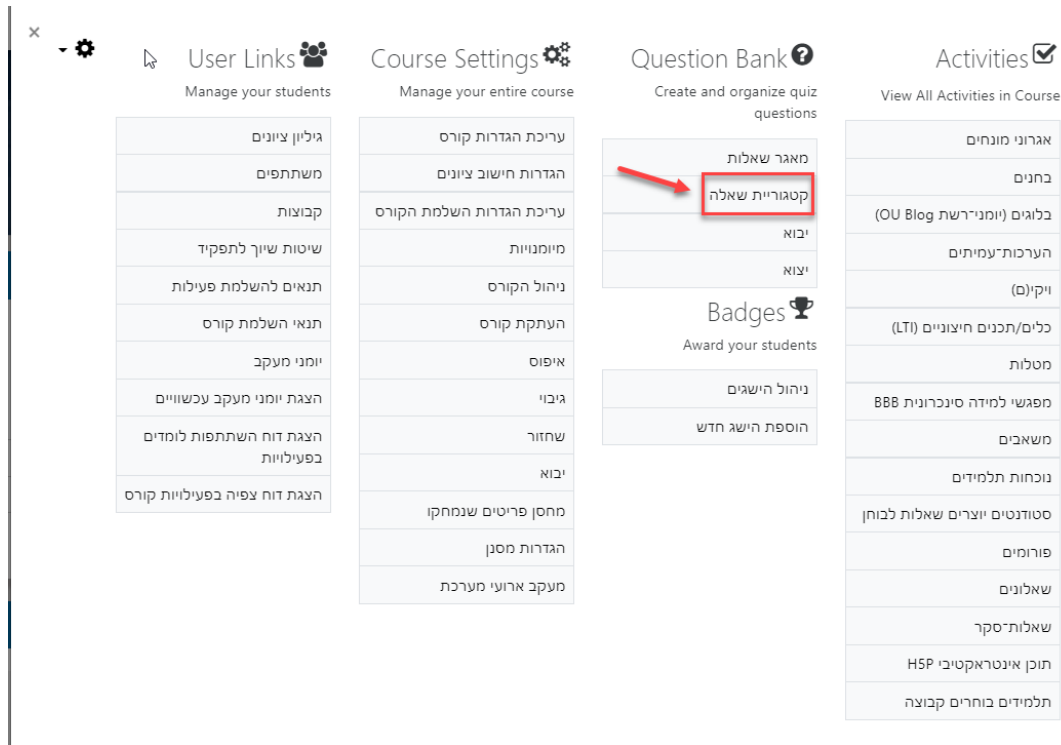 ×
Activities
View All Activities in Course
אגרוני מונחים
בחנים
בלוגים (יומני־רשת OU Blog)
הערכות־עמיתים
ויקי(ם)
כלים/תכנים חיצוניים (LTI)
מטלות
מפגשי למידה סינכרונית BBB
משאבים
נוכחות תלמידים
סטודנטים יוצרים שאלות לבוחן
פורומים
שאלונים
שאלות־סקר
תוכן אינטראקטיבי H5P
תלמידים בוחרים קבוצה
Question Bank
Create and organize quiz
questions
מאגר שאלות
קטגוריית שאלה
יבוא
יצוא
Badges
Award your students
ניהול הישגים
הוספת הישג חדש
Course Settings
Manage your entire course
עריכת הגדרות קורס
הגדרות חישוב ציונים
עריכת הגדרות השלמת הקורס
מיומנויות
ניהול הקורס
העתקת קורס
איפוס
גיבוי
שחזור
יבוא
מחסן פריטים שנמחקו
הגדרות מסנן
מעקב ארועי מערכת
User Links
Manage your students
גיליון ציונים
משתתפים
קבוצות
שיטות שיוך לתפקיד
תנאים להשלמת פעילות
תנאי השלמת קורס
יומני מעקב
הצגת יומני מעקב עכשוויים
הצגת דוח השתתפות לומדים
בפעילויות
הצגת דוח צפיה בפעילויות קורס